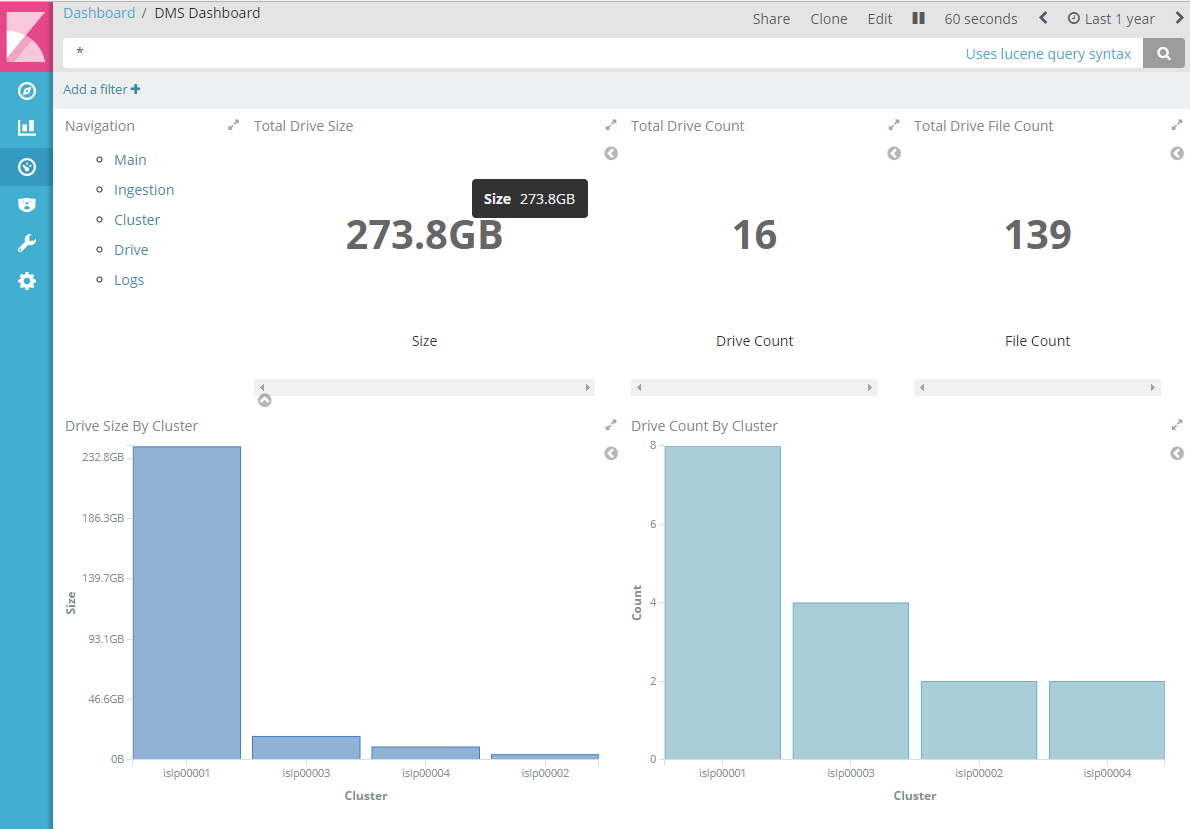 Dashboard / DMS Dashboard
Share Clone Edit 60 seconds Last 1 year
*
Uses lucene query syntax
Add a filter +
Navigation
Main
Ingestion
Cluster
Drive
Logs
Total Drive Size
Size 273.8GB
273.8GB
Size
Total Drive Count
16
Drive Count
Total Drive File Count
139
File Count
Drive Size By Cluster
232.8GB
186.3GB
139.7GB
93.1GB
46.6GB
0B
Size
islp00001 islp00003 islp00004 islp00002
Cluster
Drive Count By Cluster
8
6
4
2
0
Count
islp00001 islp00003 islp00002 islp00004
Cluster